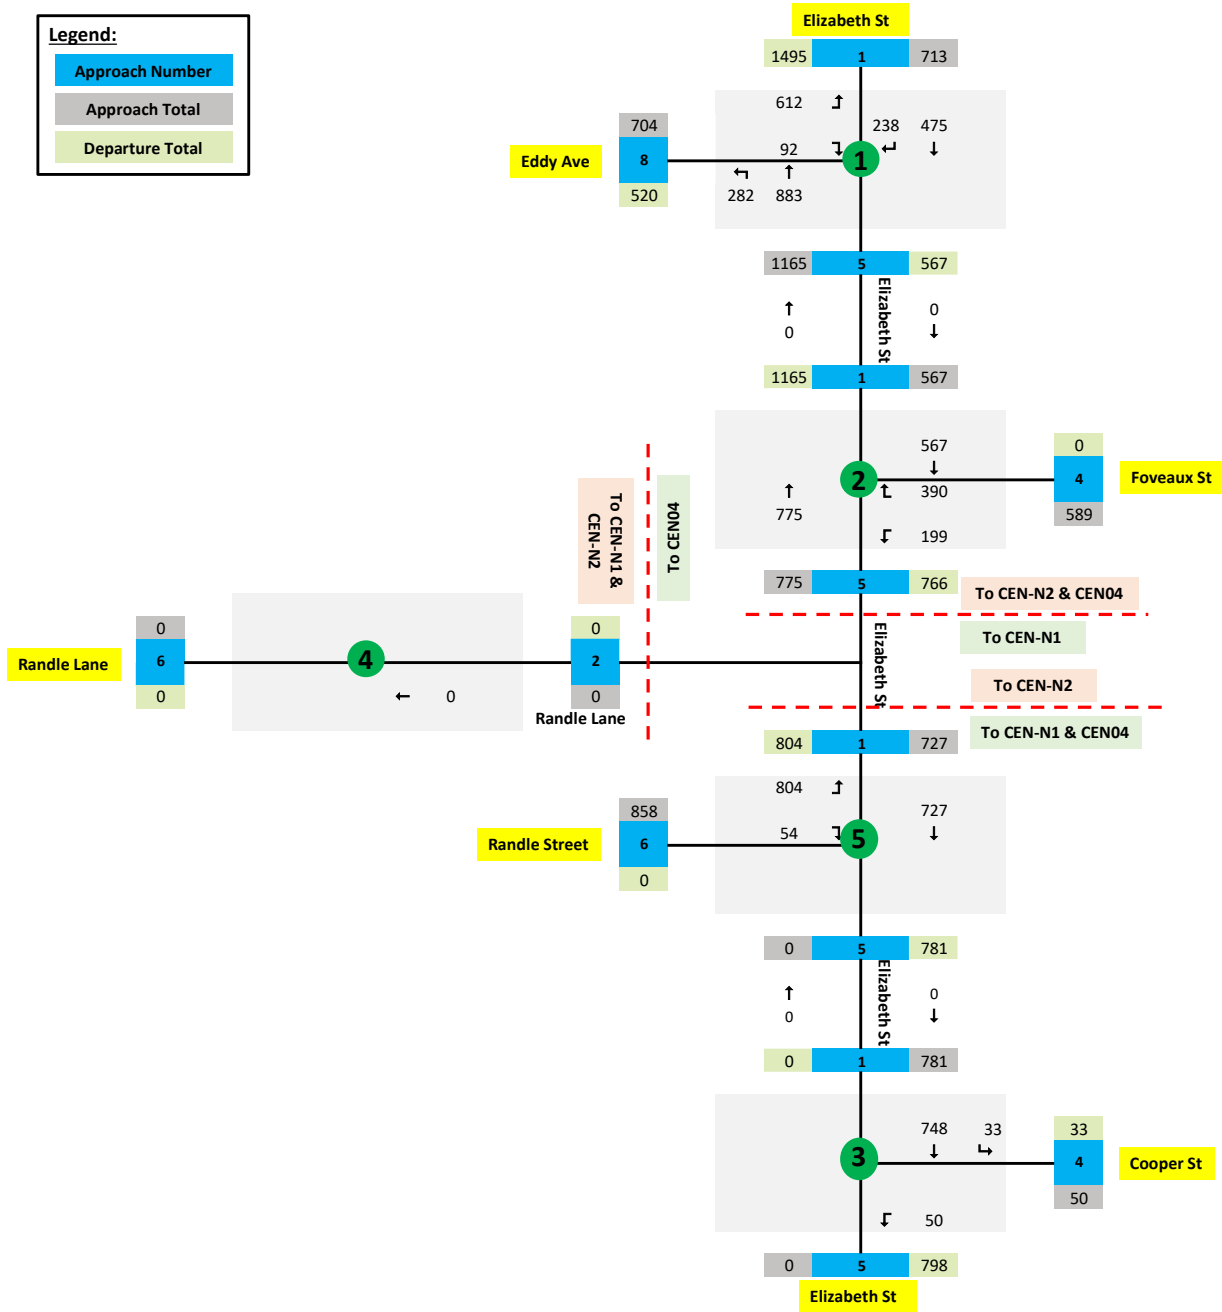 Legend:
Approach Number
Approach Total
Departure Total
Elizabeth St
1495 1 713
612
238 475
704
8
520
Eddy Ave
92
1
282 883
1165 5 567
Elizabeth St
0
0
1165 1 567
567
2
390
775
199
0
4
589
Foveaux St
To CEN-N1 &
CEN-N2
To CEN04
775 5 766
To CEN-N2 & CEN04
To CEN-N1
Elizabeth St
To CEN-N2
To CEN-N1 & CEN04
Randle Lane
0
6
0
4
0
0
2
0
Randle Lane
804 1 727
804
727
858
6
0
Randle Street
54
5
0 5 781
Elizabeth St
0
0
0 1 781
748 33
3
33
4
50
Cooper St
50
0 5 798
Elizabeth St